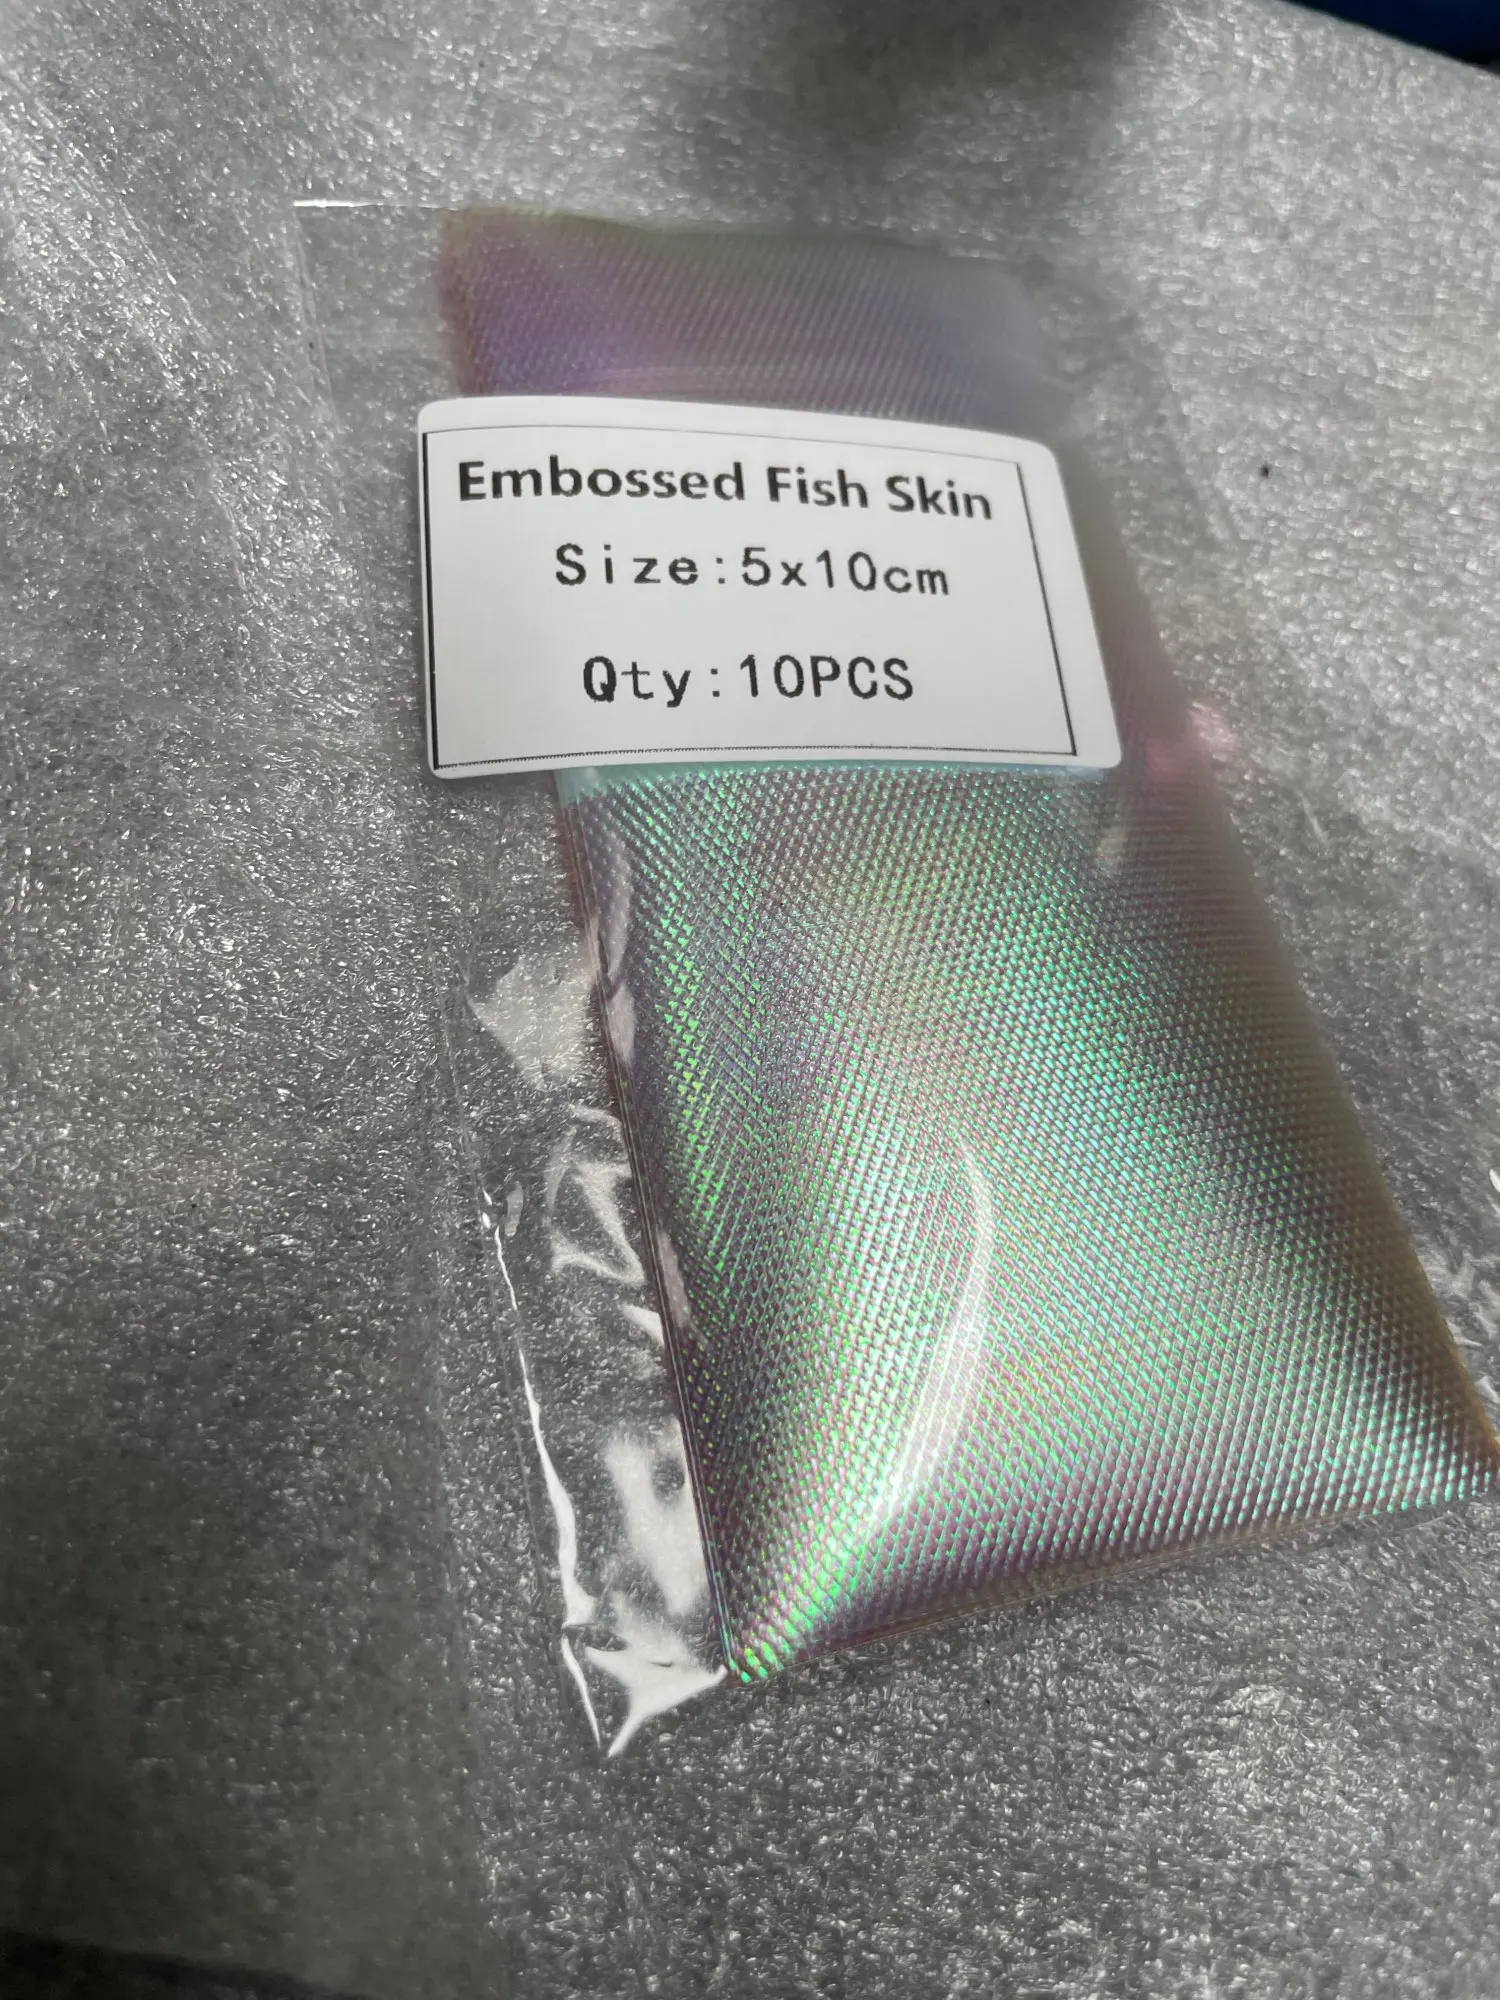 Embossed Fish Skin
Size:5x10cm
Qty:10PCS